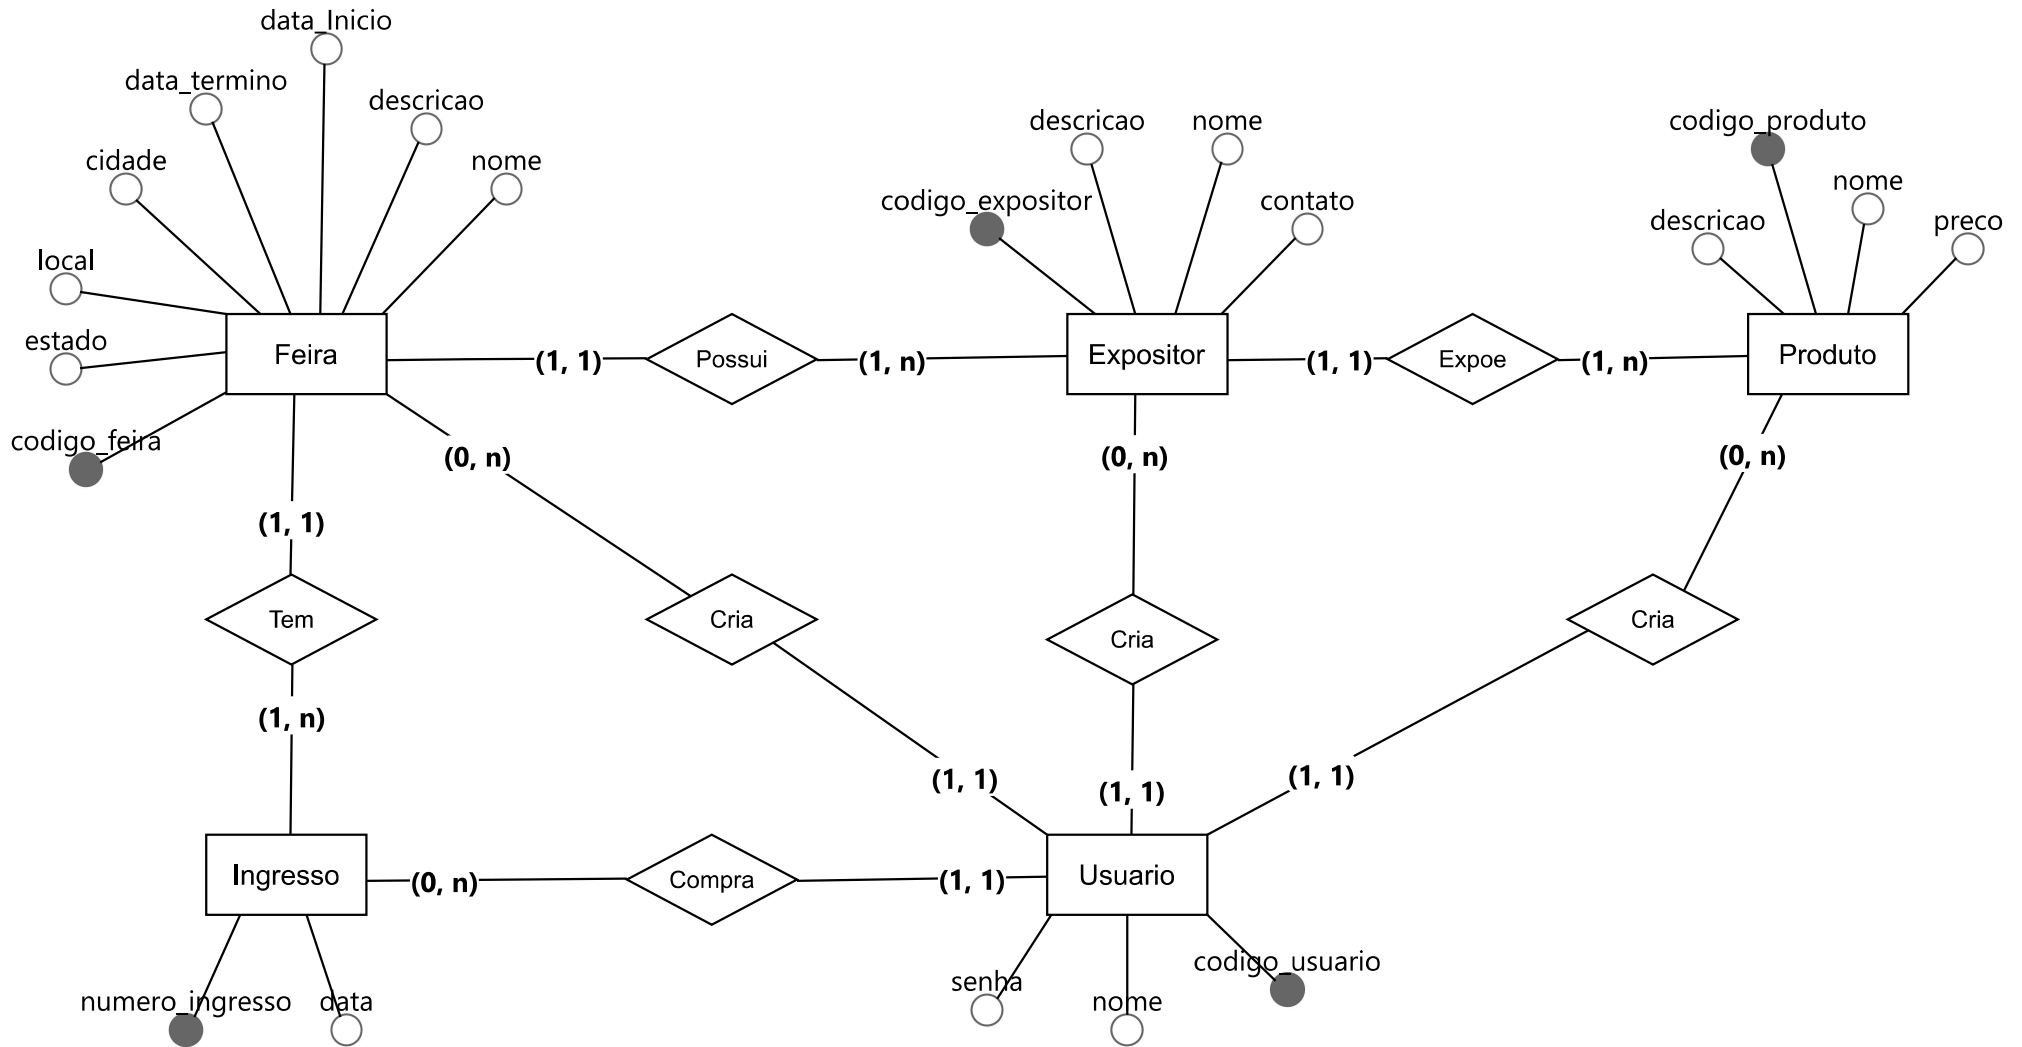 data_Inicio
data_termino
descricao
cidade
nome
local
estado
codigo_feira
Feira
(1, 1)
Possui
(1, n)
descricao
nome
codigo_expositor
contato
Expositor
(1, 1)
Expoe
(1, n)
codigo_produto
nome
descricao
preco
Produto
(0, n)
(0, n)
(0, n)
(1, 1)
Tem
(1, n)
Cria
Cria
Cria
(1, 1)
(1, 1)
(1, 1)
Ingresso
(0, n)
Compra
(1, 1)
Usuario
numero_ingresso
data
senha
nome
codigo_usuario